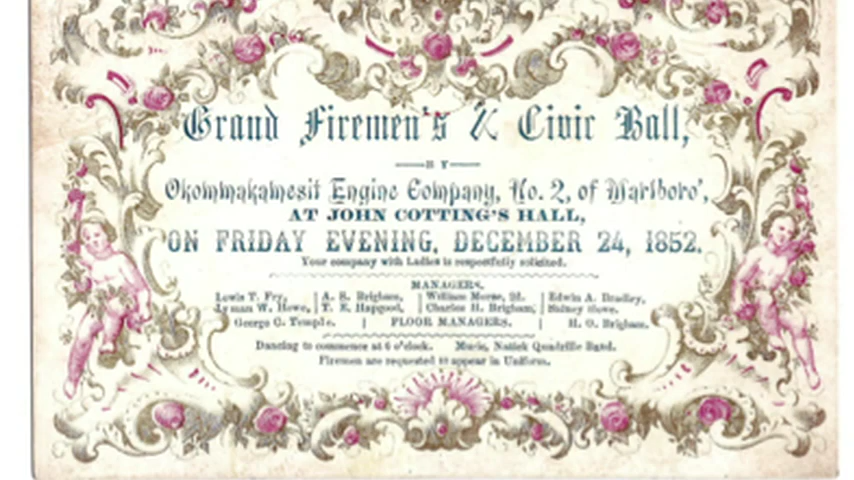 Grand Firemen's & Civic Ball,
BY
Okommakamesit Engine Company, No. 2, of Marlboro',
AT JOHN COTTING'S HALL,
ON FRIDAY EVENING, DECEMBER 24, 1852.
Your company with Ladies is respectfully solicited.
MANAGERS.
Lewis T. Fry, | A. S. Brigham, | William Morse, 2d. | Edwin A. Bradley,
Lyman W. Howe, | T. E. Hapgood, | Charles H. Brigham, | Sidney Howe.
George C. Temple. | FLOOR MANAGERS. | H. O. Brigham.
Dancing to commence at 6 o'clock. Music, Natick Quadrille Band.
Firemen are requested to appear in Uniform.